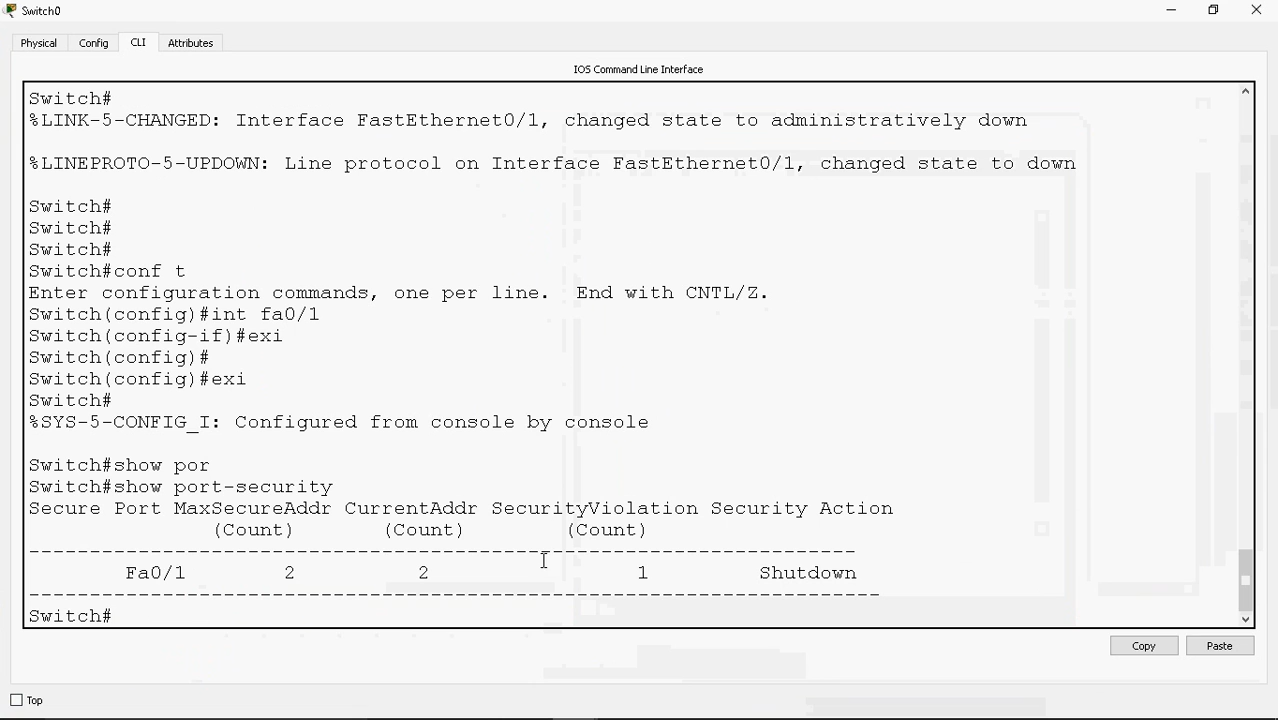 Switch0
Physical Config CLI Attributes
IOS Command Line Interface
Switch#
%LINK-5-CHANGED: Interface FastEthernet0/1, changed state to administratively down
%LINEPROTO-5-UPDOWN: Line protocol on Interface FastEthernet0/1, changed state to down
Switch#
Switch#
Switch#
Switch#conf t
Enter configuration commands, one per line.  End with CNTL/Z.
Switch(config)#int fa0/1
Switch(config-if)#exi
Switch(config)#
Switch(config)#exi
Switch#
%SYS-5-CONFIG_I: Configured from console by console
Switch#show por
Switch#show port-security
Secure Port MaxSecureAddr CurrentAddr SecurityViolation Security Action
(Count) (Count) (Count)
--------------------------------------------------------------------
Fa0/1 2 2 1 Shutdown
----------------------------------------------------------------------
Switch#
Copy Paste
Top